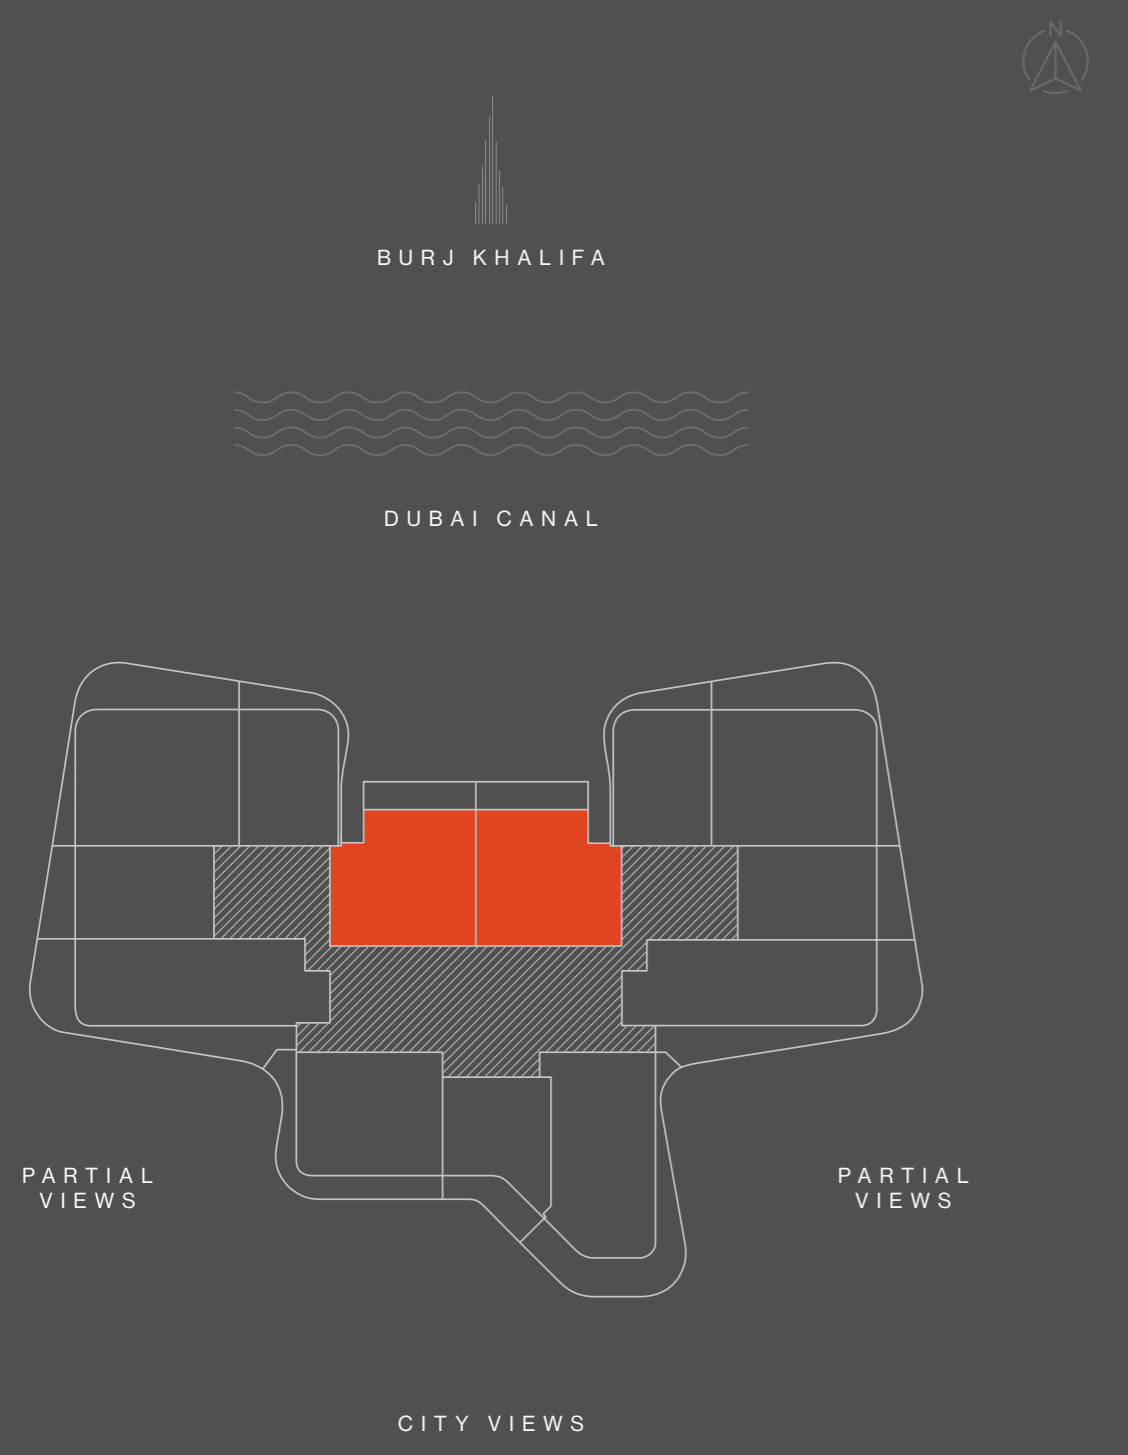 N
BURJ KHALIFA
DUBAI CANAL
PARTIAL
VIEWS
PARTIAL
VIEWS
CITY VIEWS